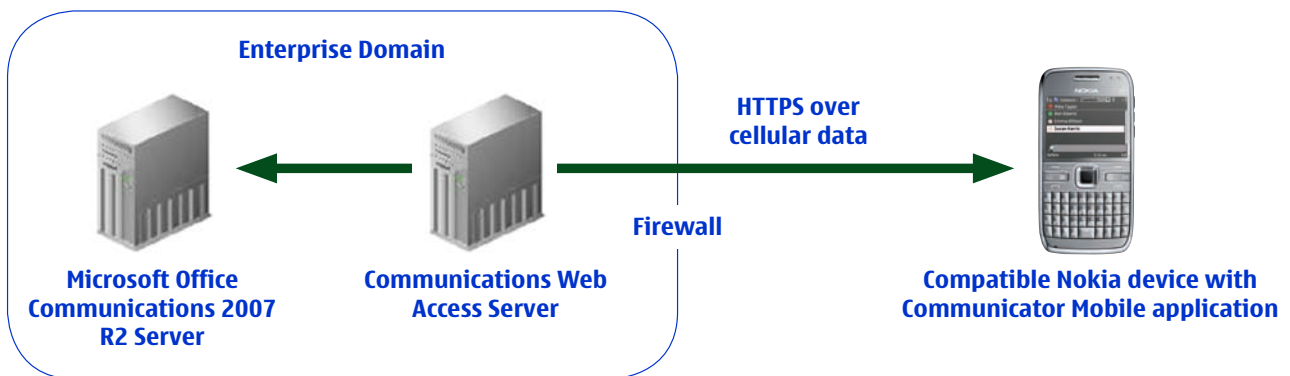 Enterprise Domain
HTTPS over
cellular data
NOKIA
Firewall
Microsoft Office
Communications 2007
R2 Server
Communications Web
Access Server
Compatible Nokia device with
Communicator Mobile application